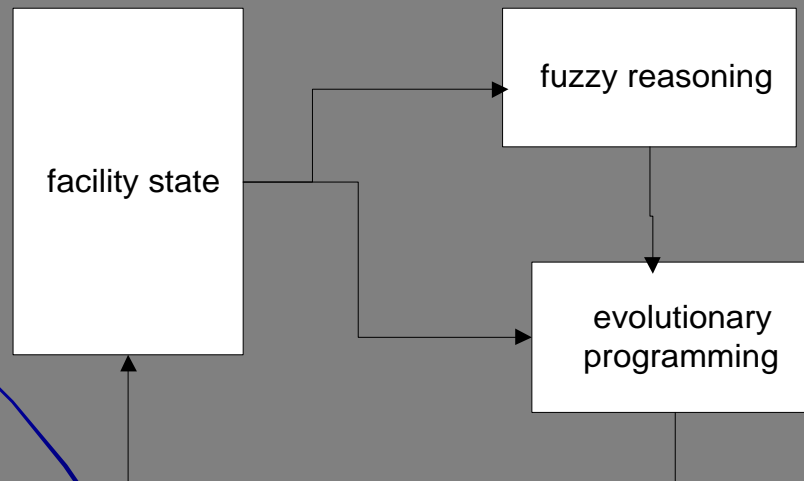 facility state
fuzzy reasoning
evolutionary
programming